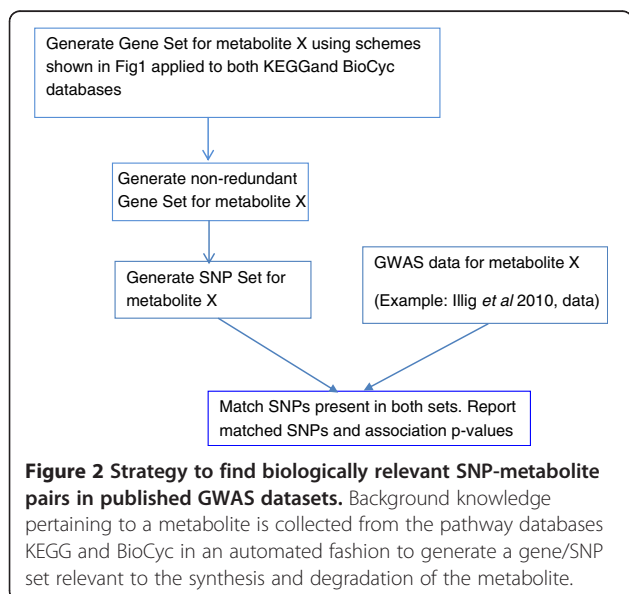 Generate Gene Set for metabolite X using schemes
shown in Fig1 applied to both KEGGand BioCyc
databases
Generate non-redundant
Gene Set for metabolite X
Generate SNP Set for
metabolite X
GWAS data for metabolite X
(Example: Illig et al 2010, data)
Match SNPs present in both sets. Report
matched SNPs and association p-values
Figure 2 Strategy to find biologically relevant SNP-metabolite
pairs in published GWAS datasets. Background knowledge
pertaining to a metabolite is collected from the pathway databases
KEGG and BioCyc in an automated fashion to generate a gene/SNP
set relevant to the synthesis and degradation of the metabolite.